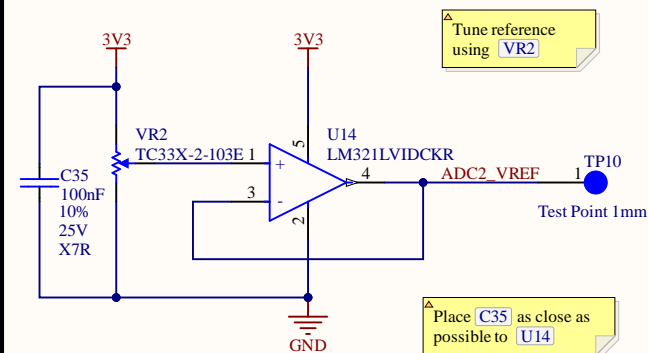 Tune reference
using VR2
3V3
3V3
VR2
TC33X-2-103E
1
3
5
2
4
+
-
U14
LM321LVIDCKR
ADC2_VREF
1
TP10
Test Point 1mm
C35
100nF
10%
25V
X7R
GND
Place C35 as close as
possible to U14